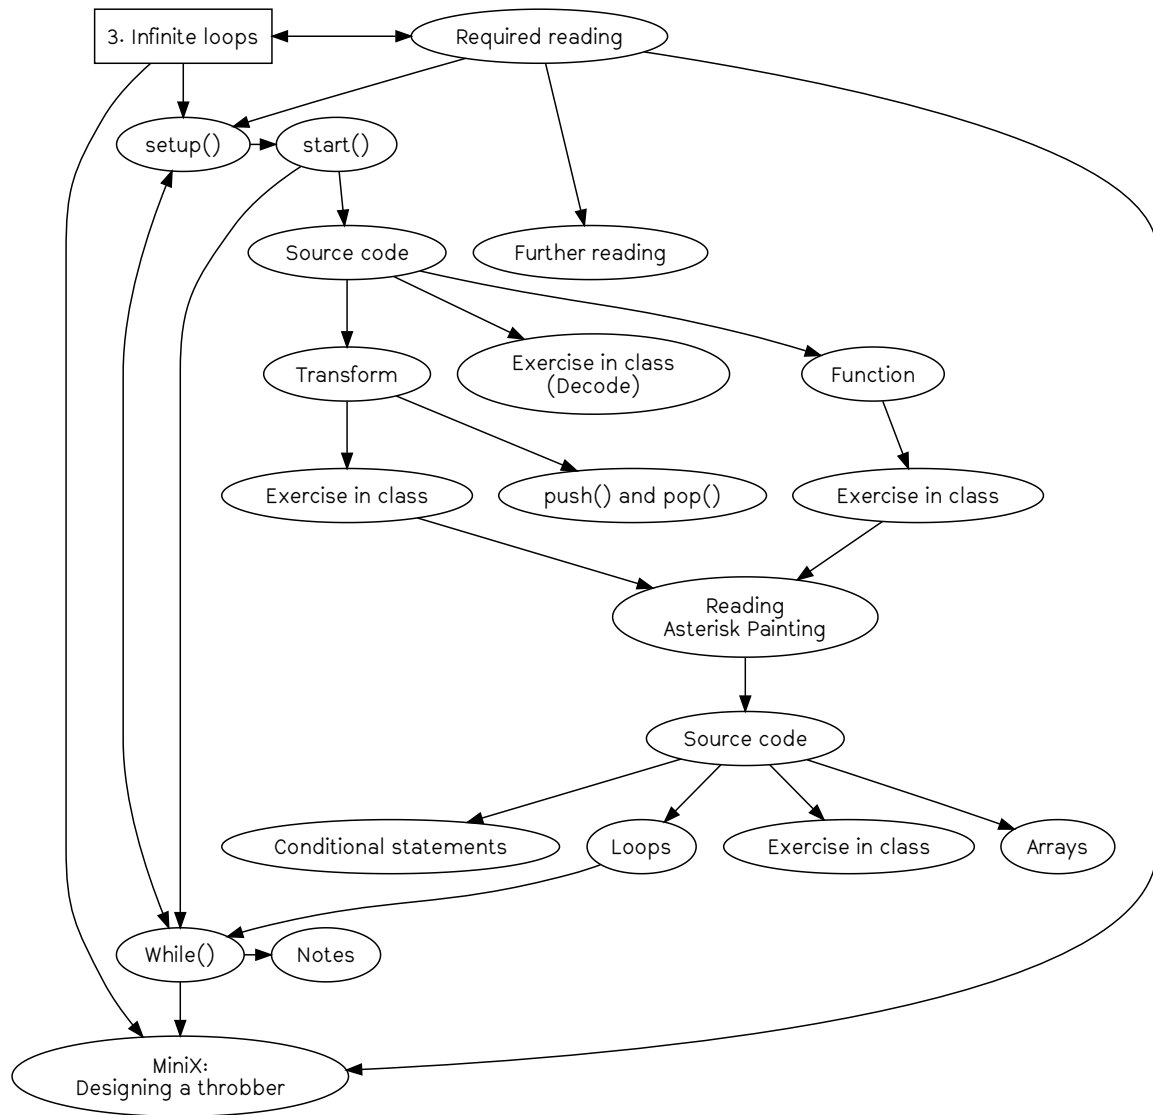 3. Infinite loops
Required reading
setup()
start()
Source code
Further reading
Transform
Exercise in class
(Decode)
Function
Exercise in class
push() and pop()
Exercise in class
Reading
Asterisk Painting
Source code
Conditional statements
Loops
Exercise in class
Arrays
While()
Notes
MiniX:
Designing a throbber